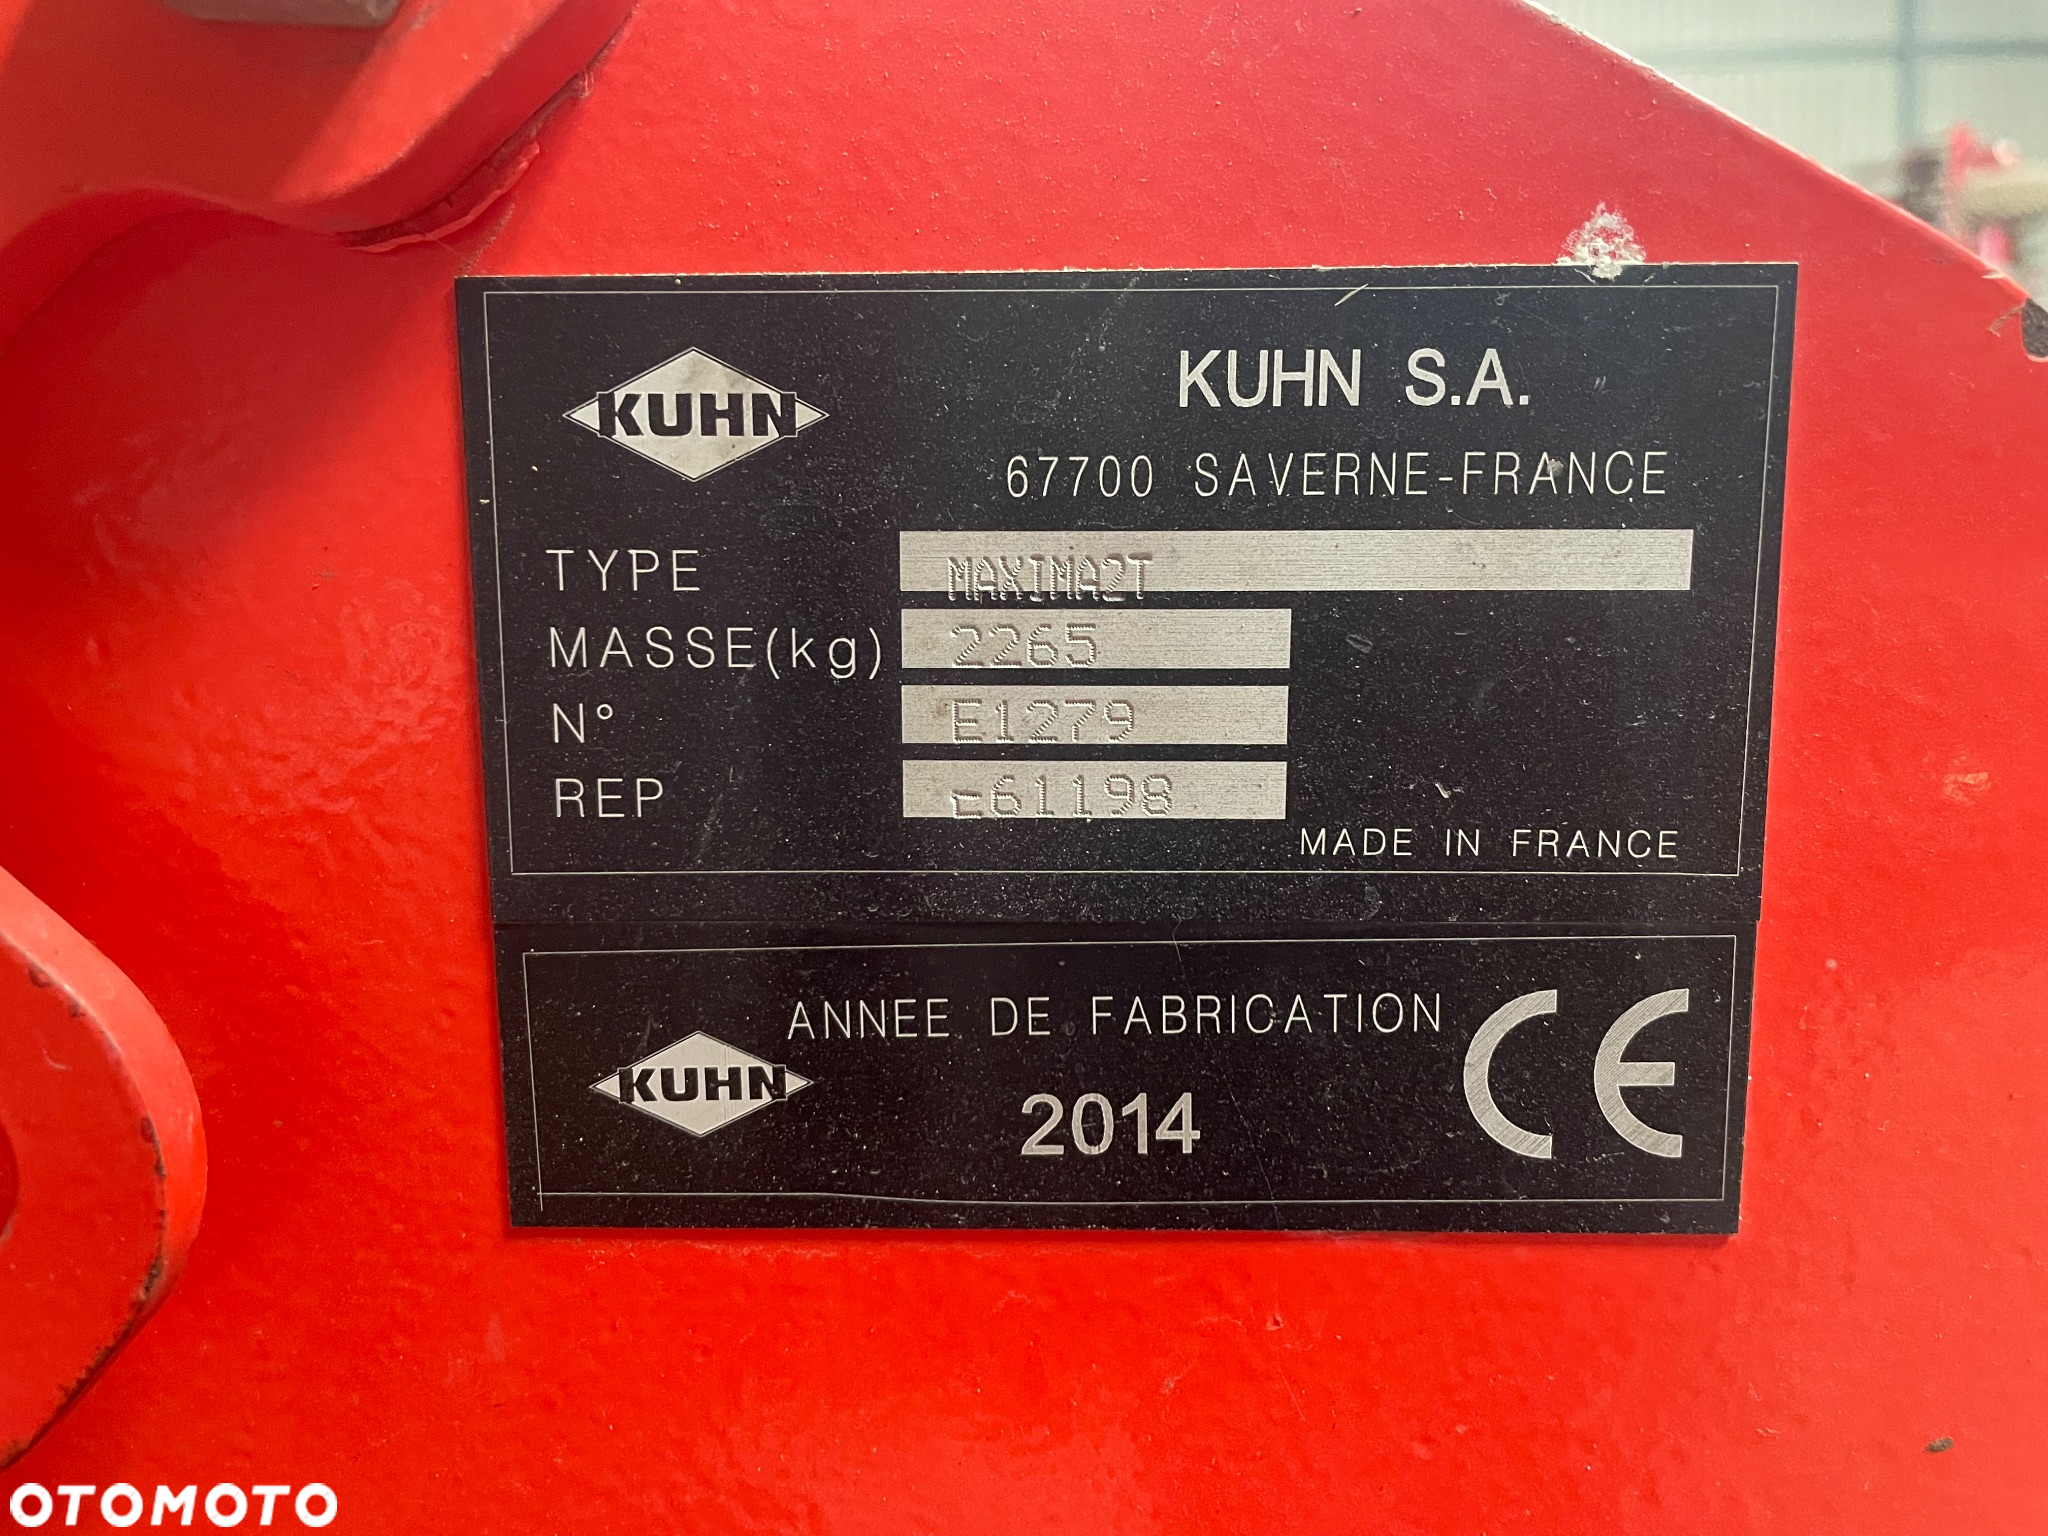 KUHN
KUHN S.A.
67700 SAVERNE-FRANCE
TYPE MAXIMA2T
MASSE(kg) 2265
N° E1279
REP 61198
MADE IN FRANCE
ANNEE DE FABRICATION
KUHN
2014
CE
OTOMOTO